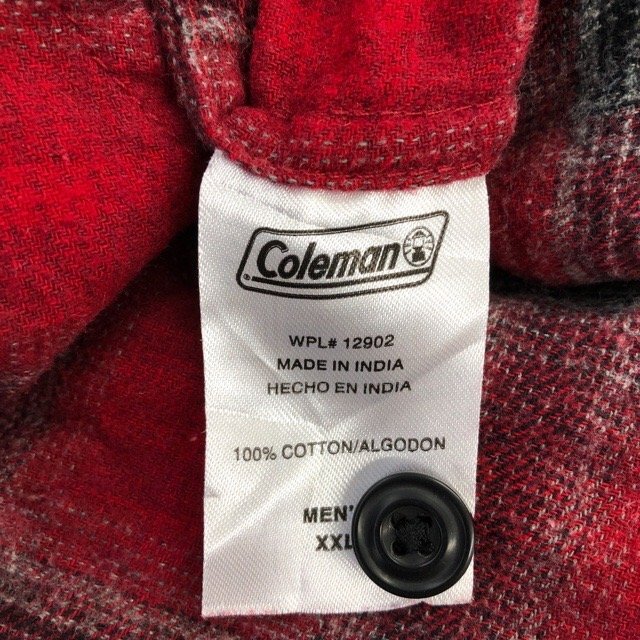 Coleman
WPL# 12902
MADE IN INDIA
HECHO EN INDIA
100% COTTON/ALGODON
MEN'
XXL